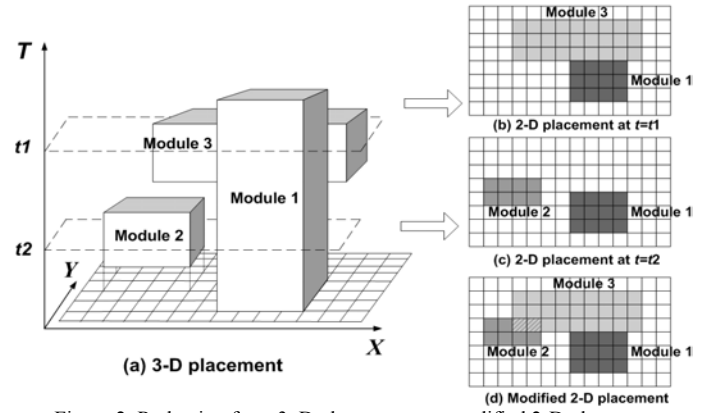 T
t1
t2
Y
X
Module 3
Module 1
Module 2
(a) 3-D placement
Module 3
Module 1
(b) 2-D placement at t=t1
Module 2
Module 1
(c) 2-D placement at t=t2
Module 3
Module 2
Module 1
(d) Modified 2-D placement